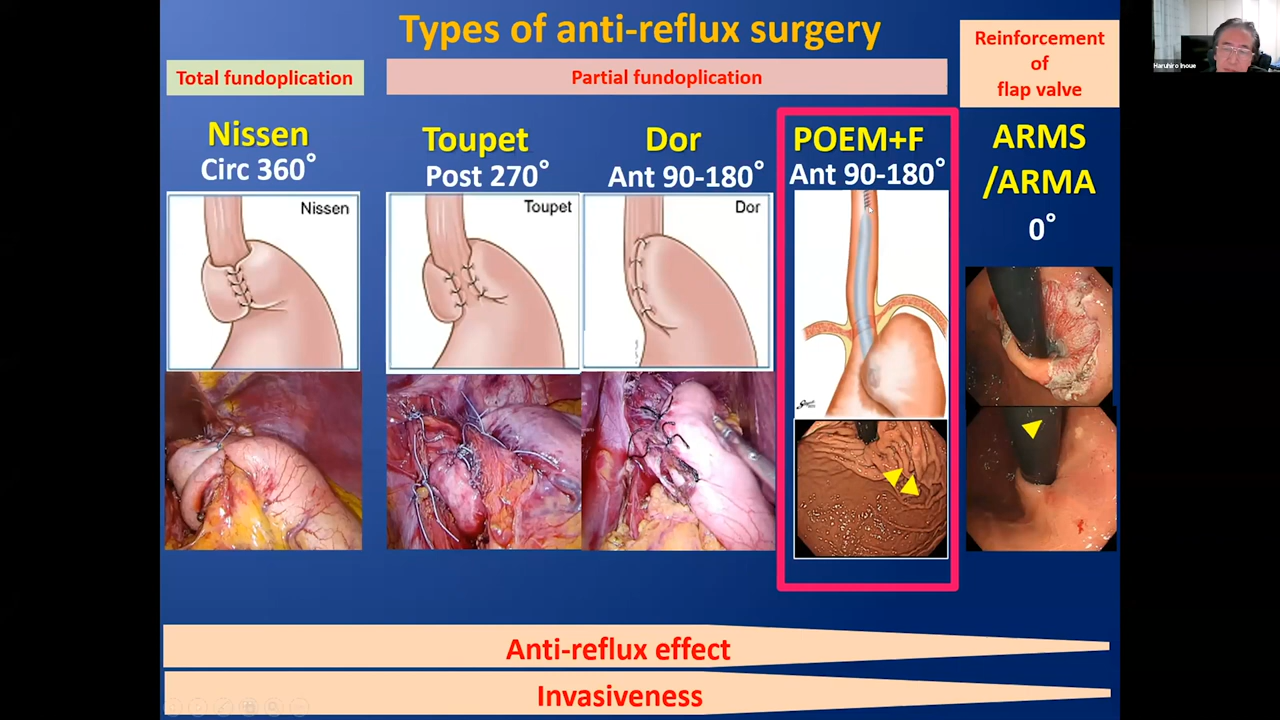 Types of anti-reflux surgery
Reinforcement
of
flap valve
Haruhiro Inoue
Total fundoplication
Partial fundoplication
Nissen
Circ 360°
Toupet
Post 270°
Dor
Ant 90-180°
POEM+F
Ant 90-180°
ARMS
/ARMA
0°
Nissen
Toupet
Dor
Anti-reflux effect
Invasiveness